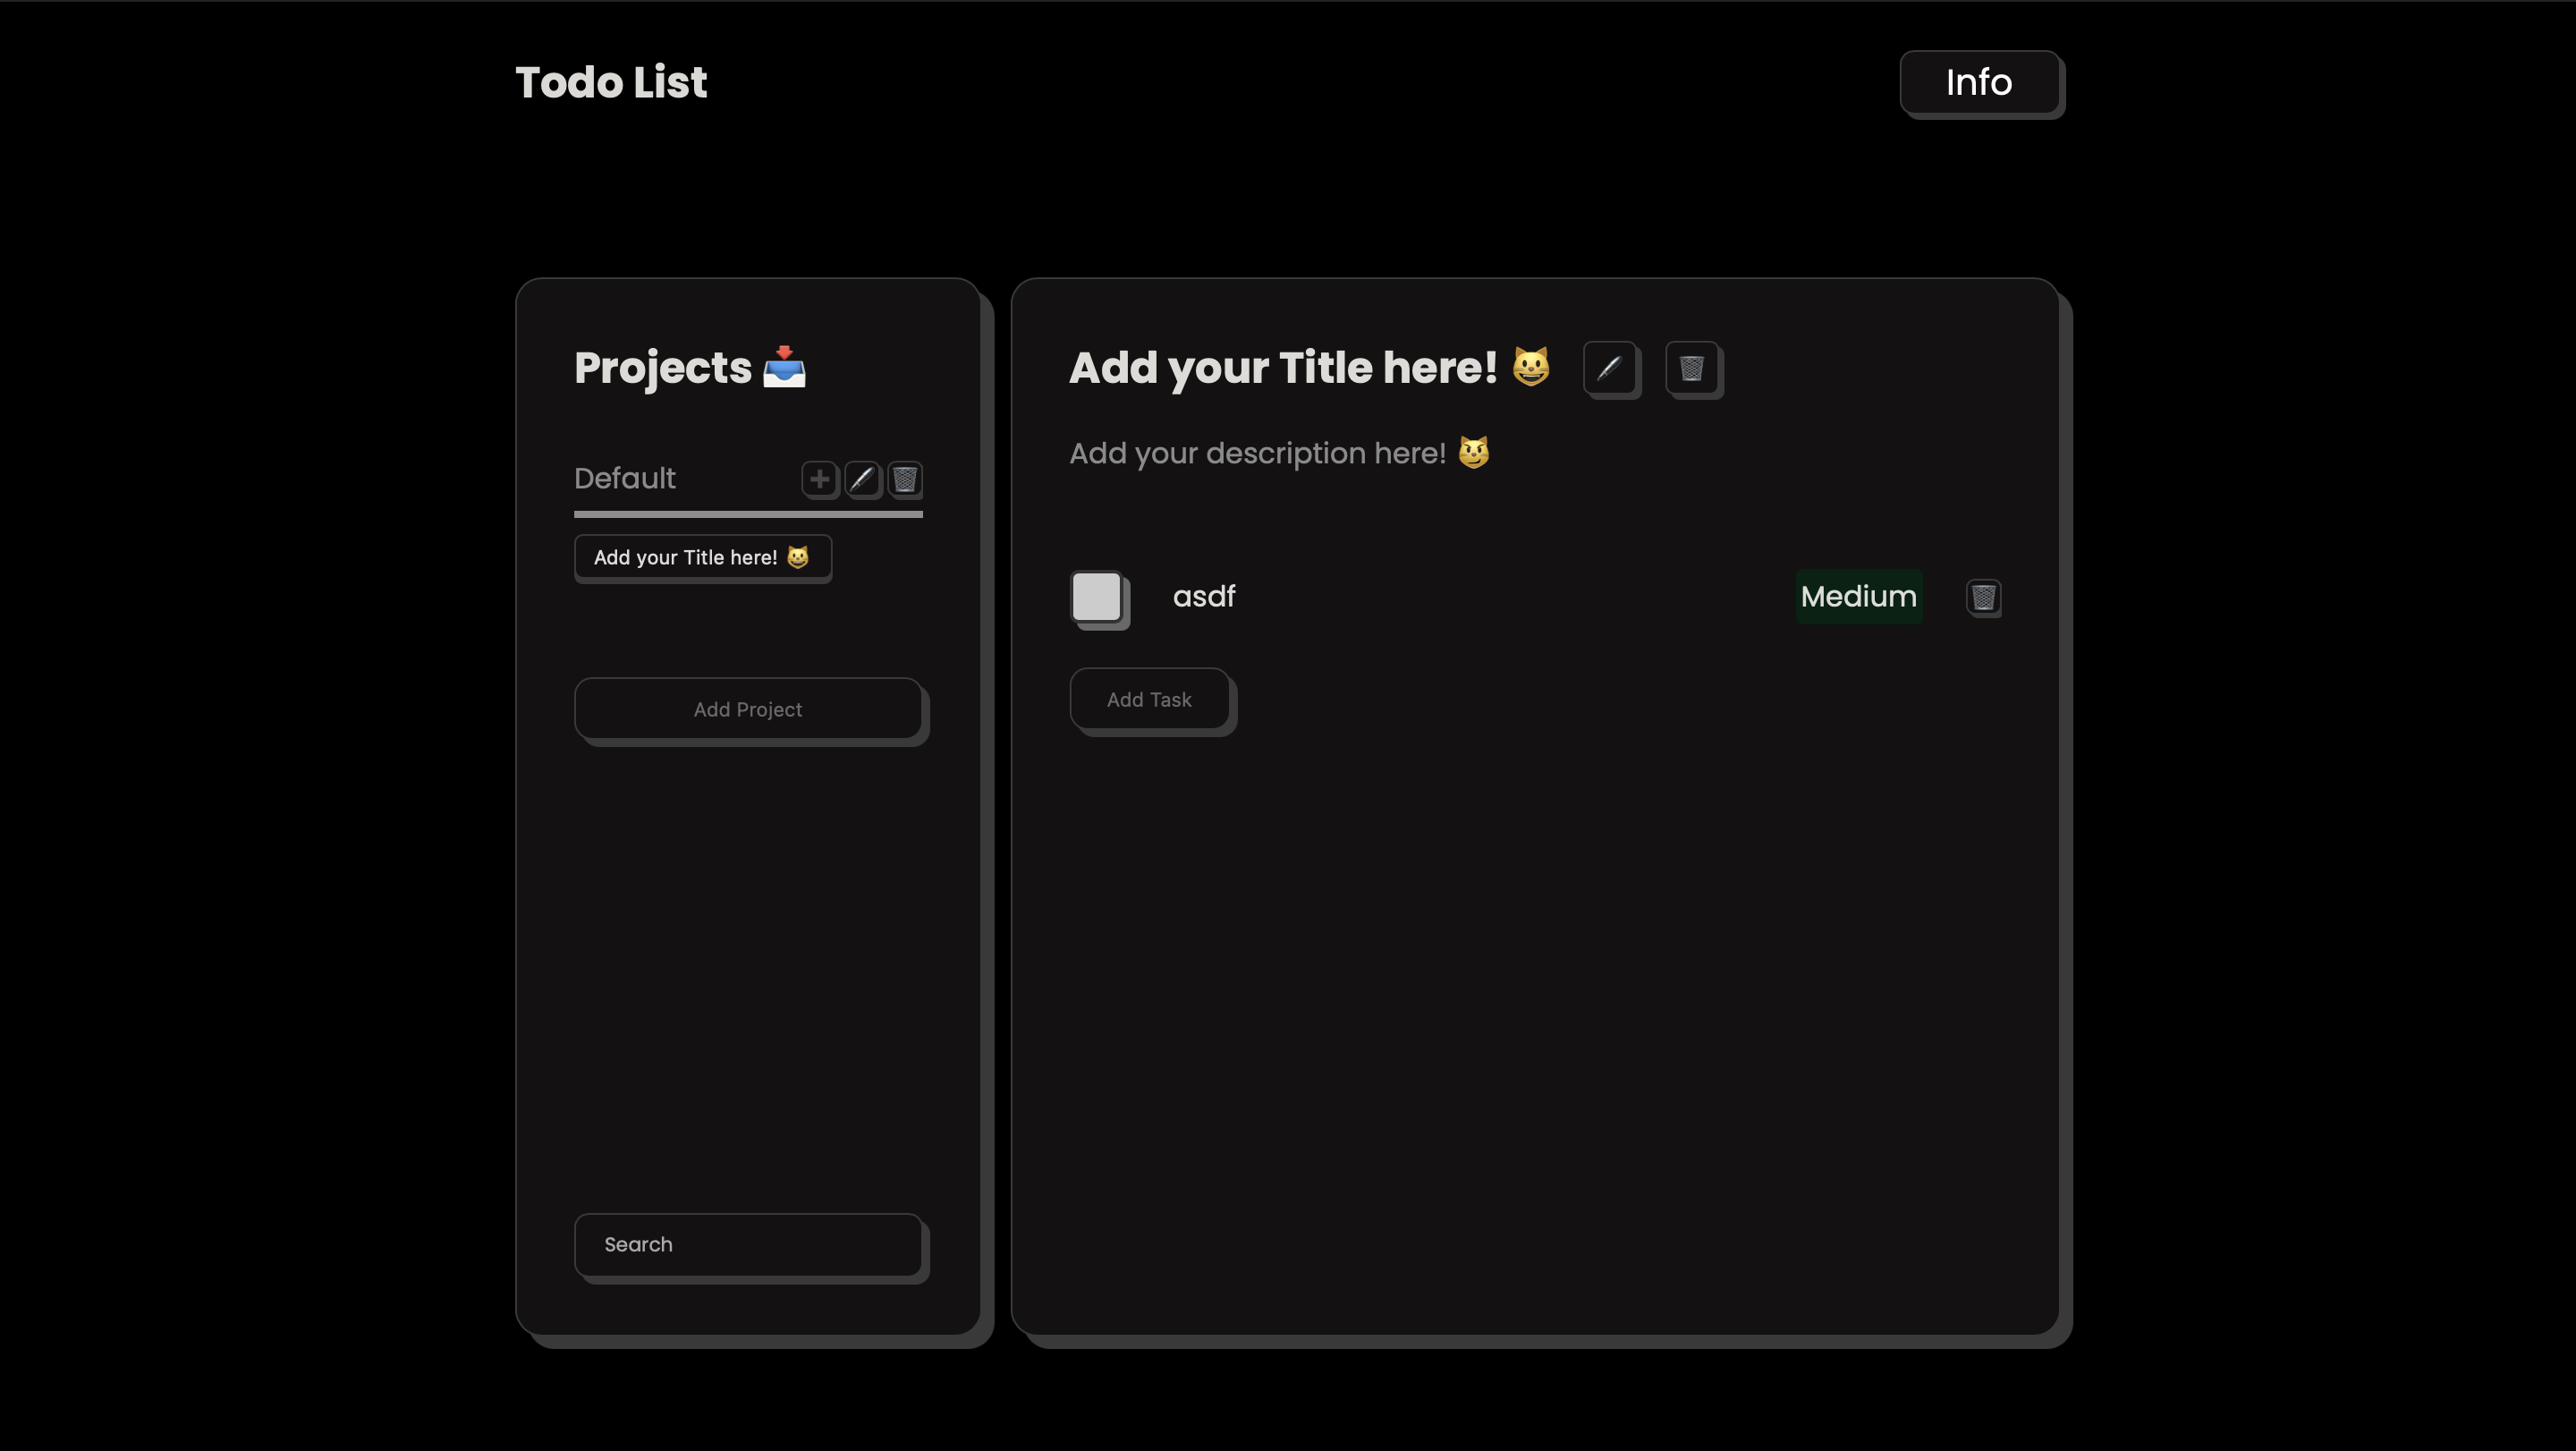 Todo List
Info
Projects 📥
Default
Add your Title here! 😺
Add Project
Search
Add your Title here! 😺
Add your description here! 😼
asdf
Medium
Add Task